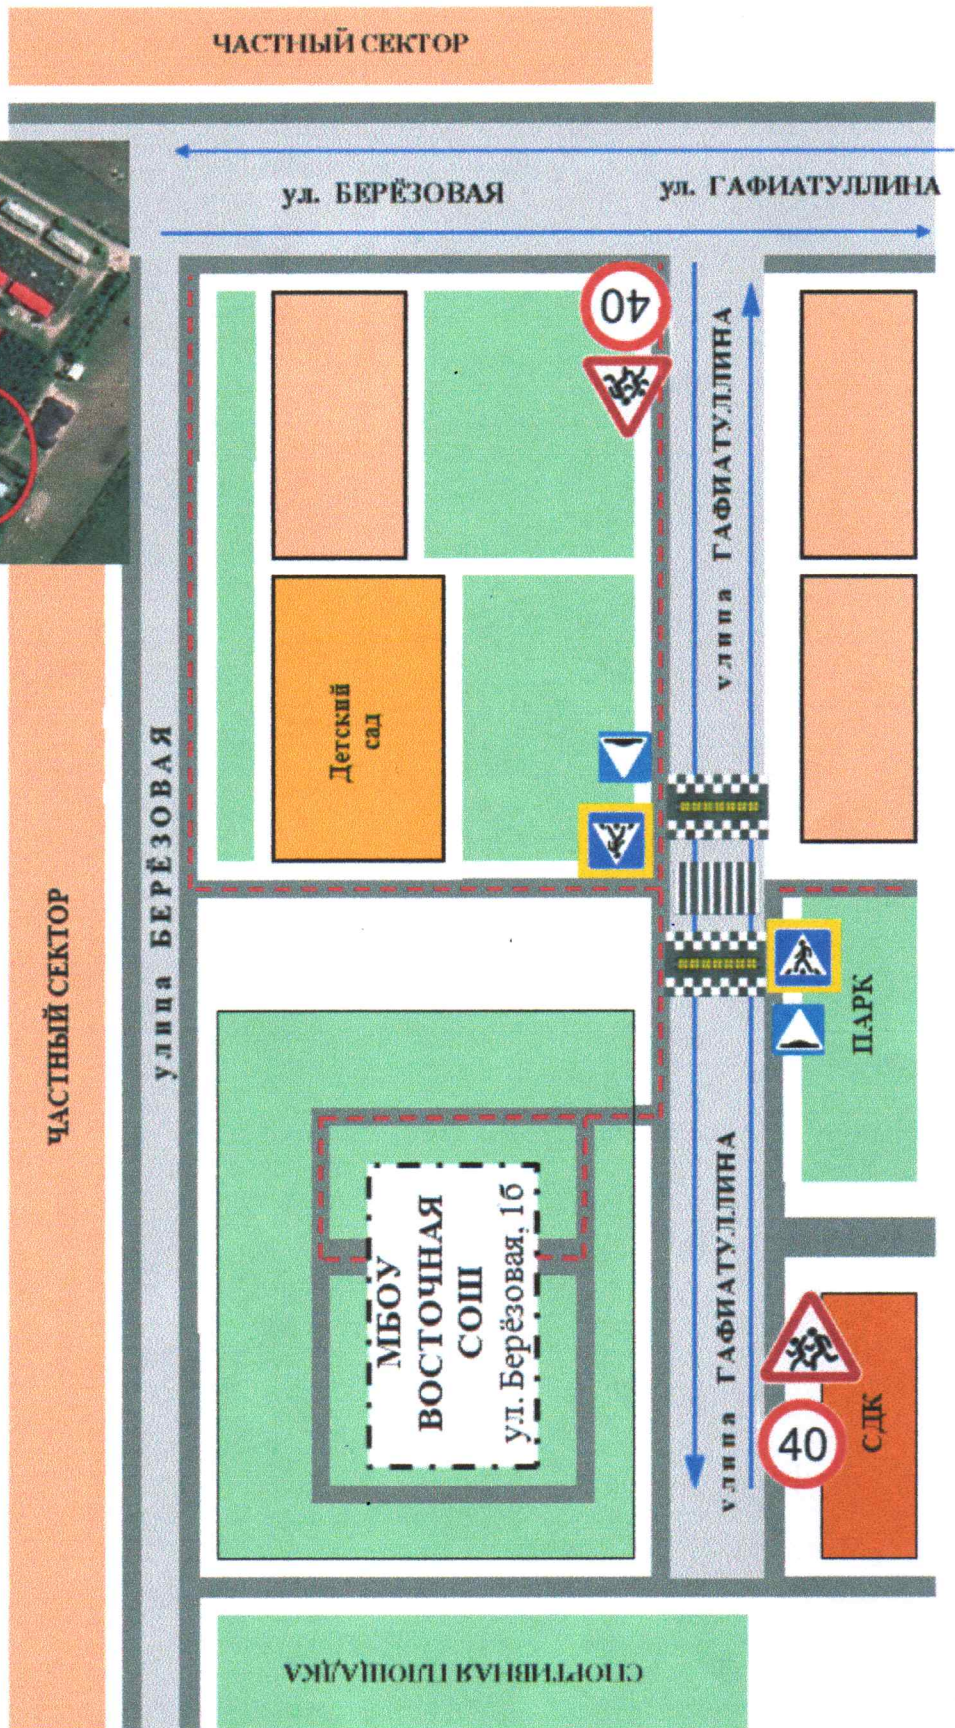 ЧАСТНЫЙ СЕКТОР
ул. БЕРЁЗОВАЯ
ул. ГАФИАТУЛЛИНА
40
улица ГАФИАТУЛЛИНА
Детский
сад
улица БЕРЁЗОВАЯ
ЧАСТНЫЙ СЕКТОР
ПАРК
МБОУ
ВОСТОЧНАЯ
СОШ
ул. Берёзовая, 1б
улица ГАФИАТУЛЛИНА
40
СДК
СПОРТИВНАЯ ПЛОЩАДКА